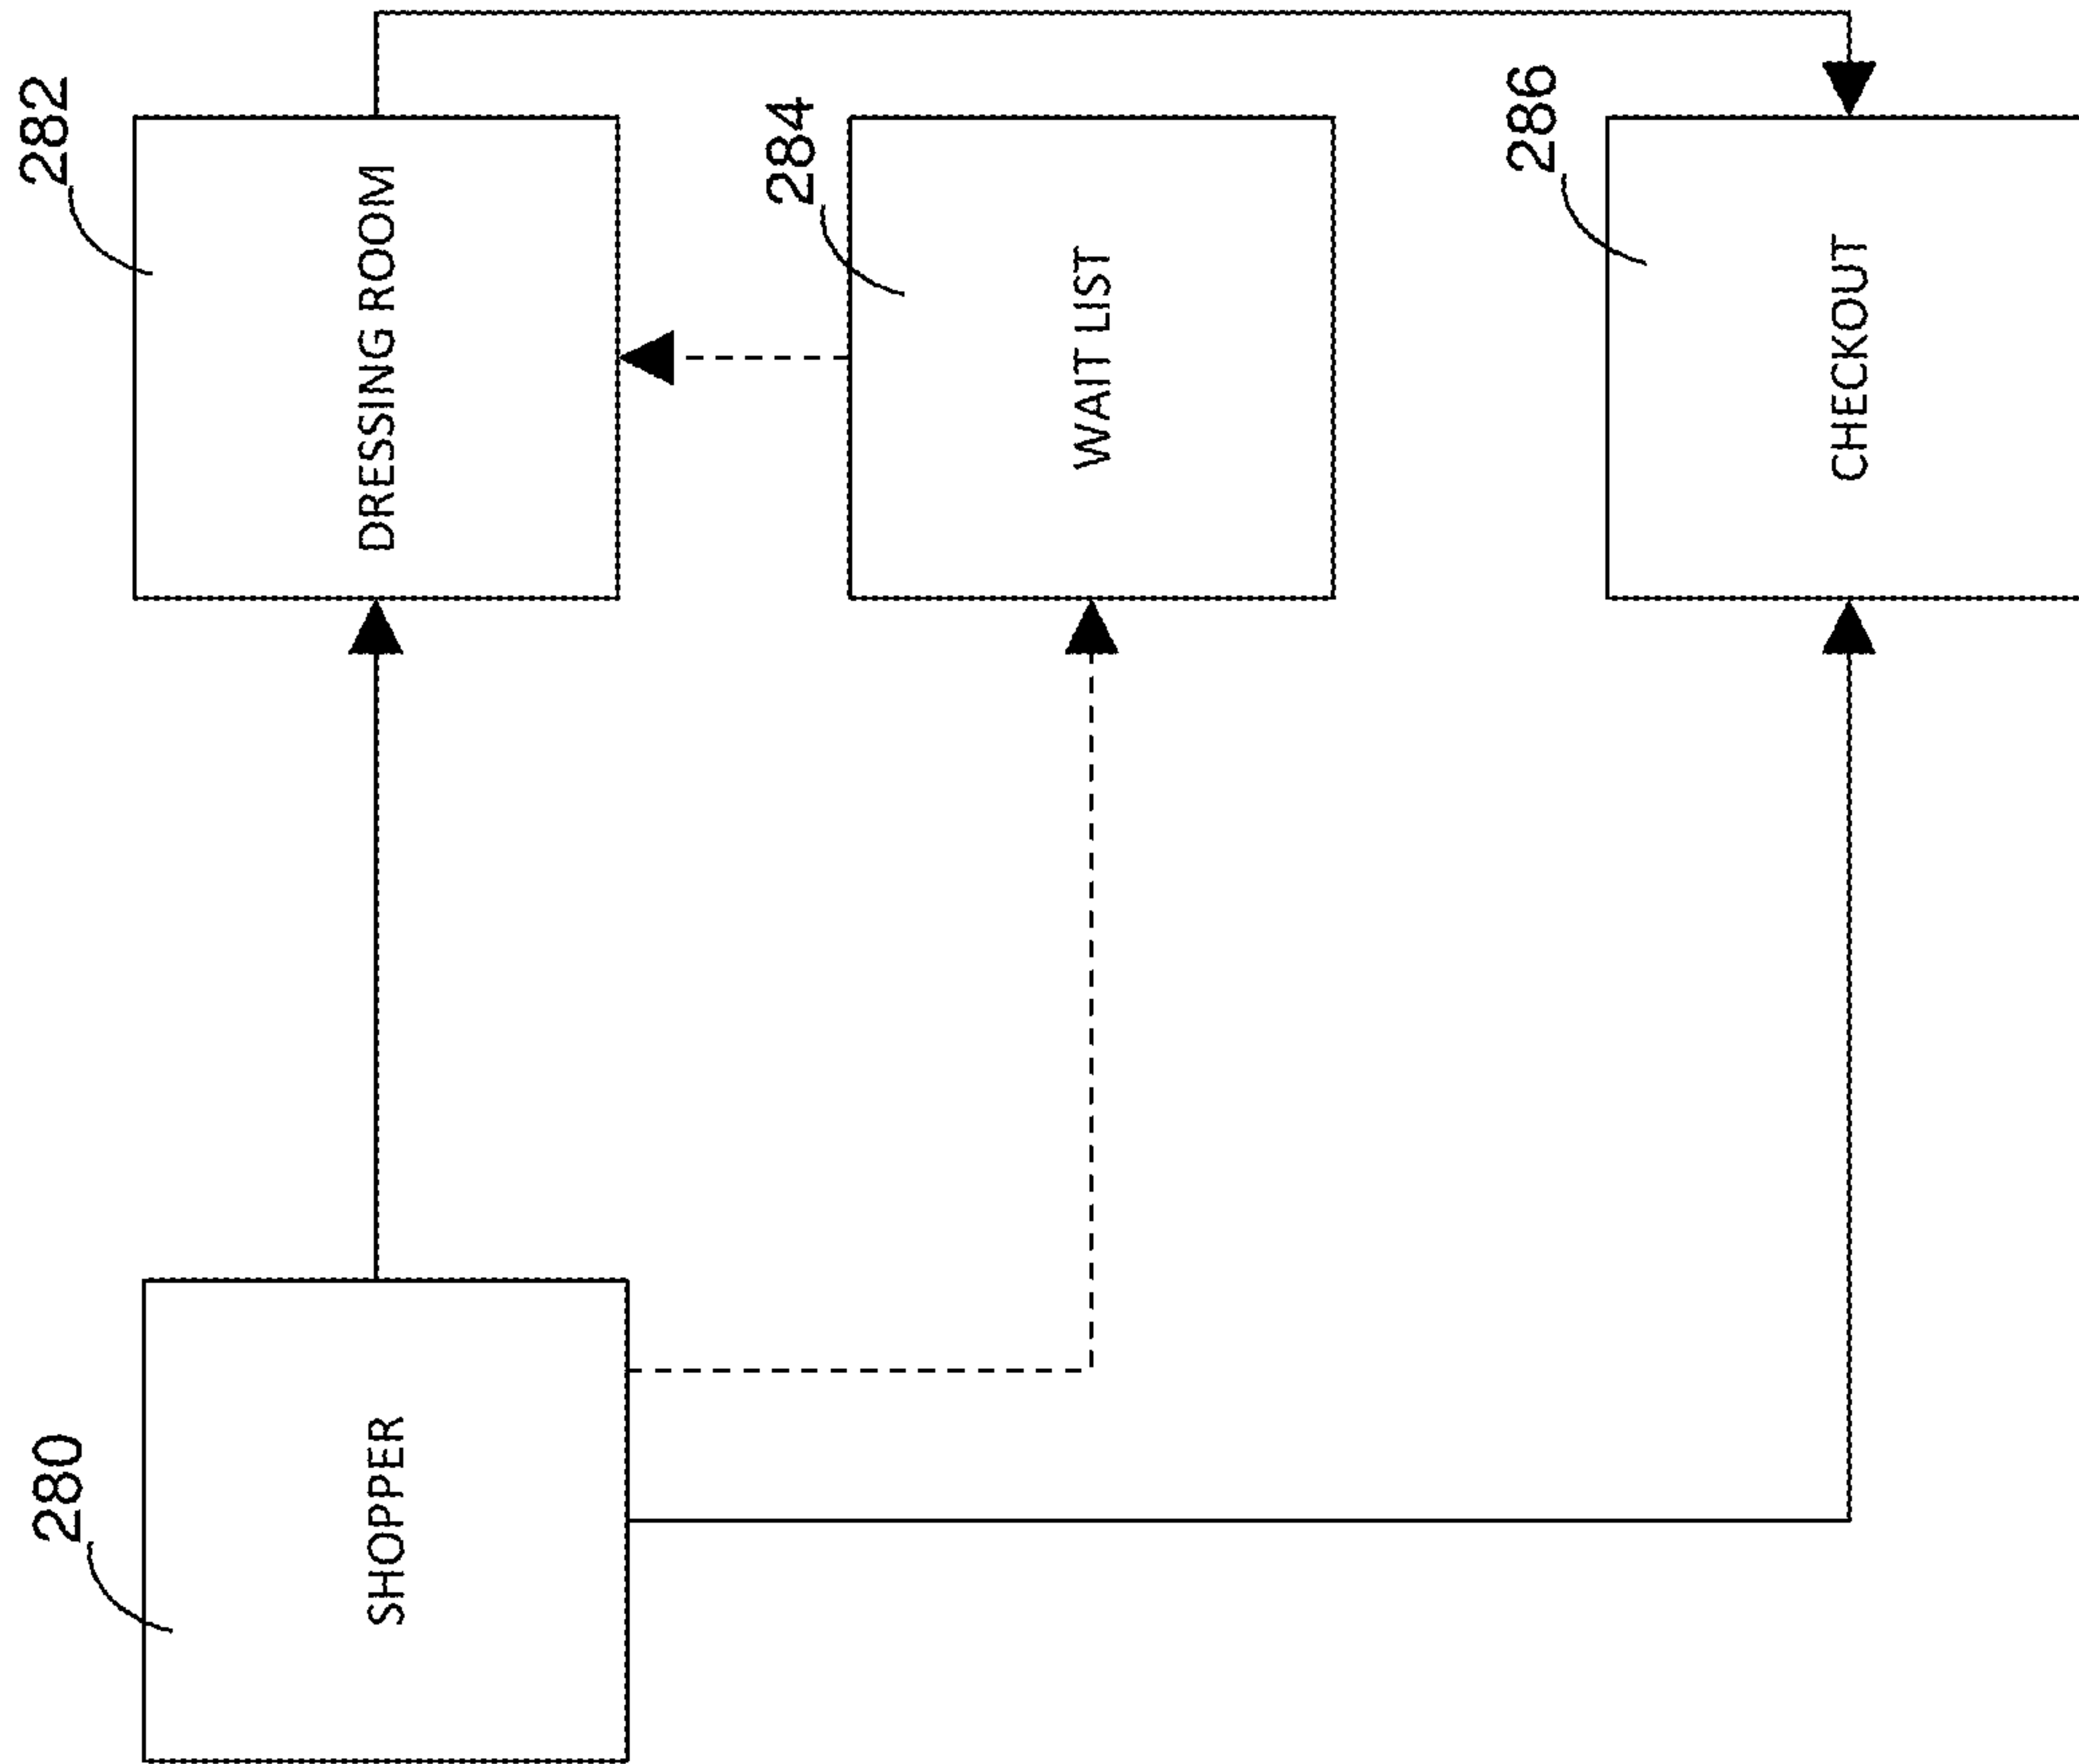 280
SHOPPER
282
DRESSING ROOM
284
WAIT LIST
286
CHECKOUT